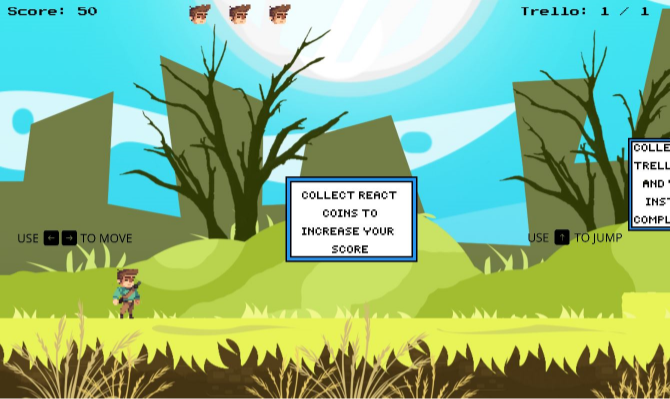 Score: 50
Trello: 1 / 1
COLLECT REACT
COINS TO
INCREASE YOUR
SCORE
COLLE
TRELL
AND
INST
COMPL
USE ← → TO MOVE
USE ↑ TO JUMP